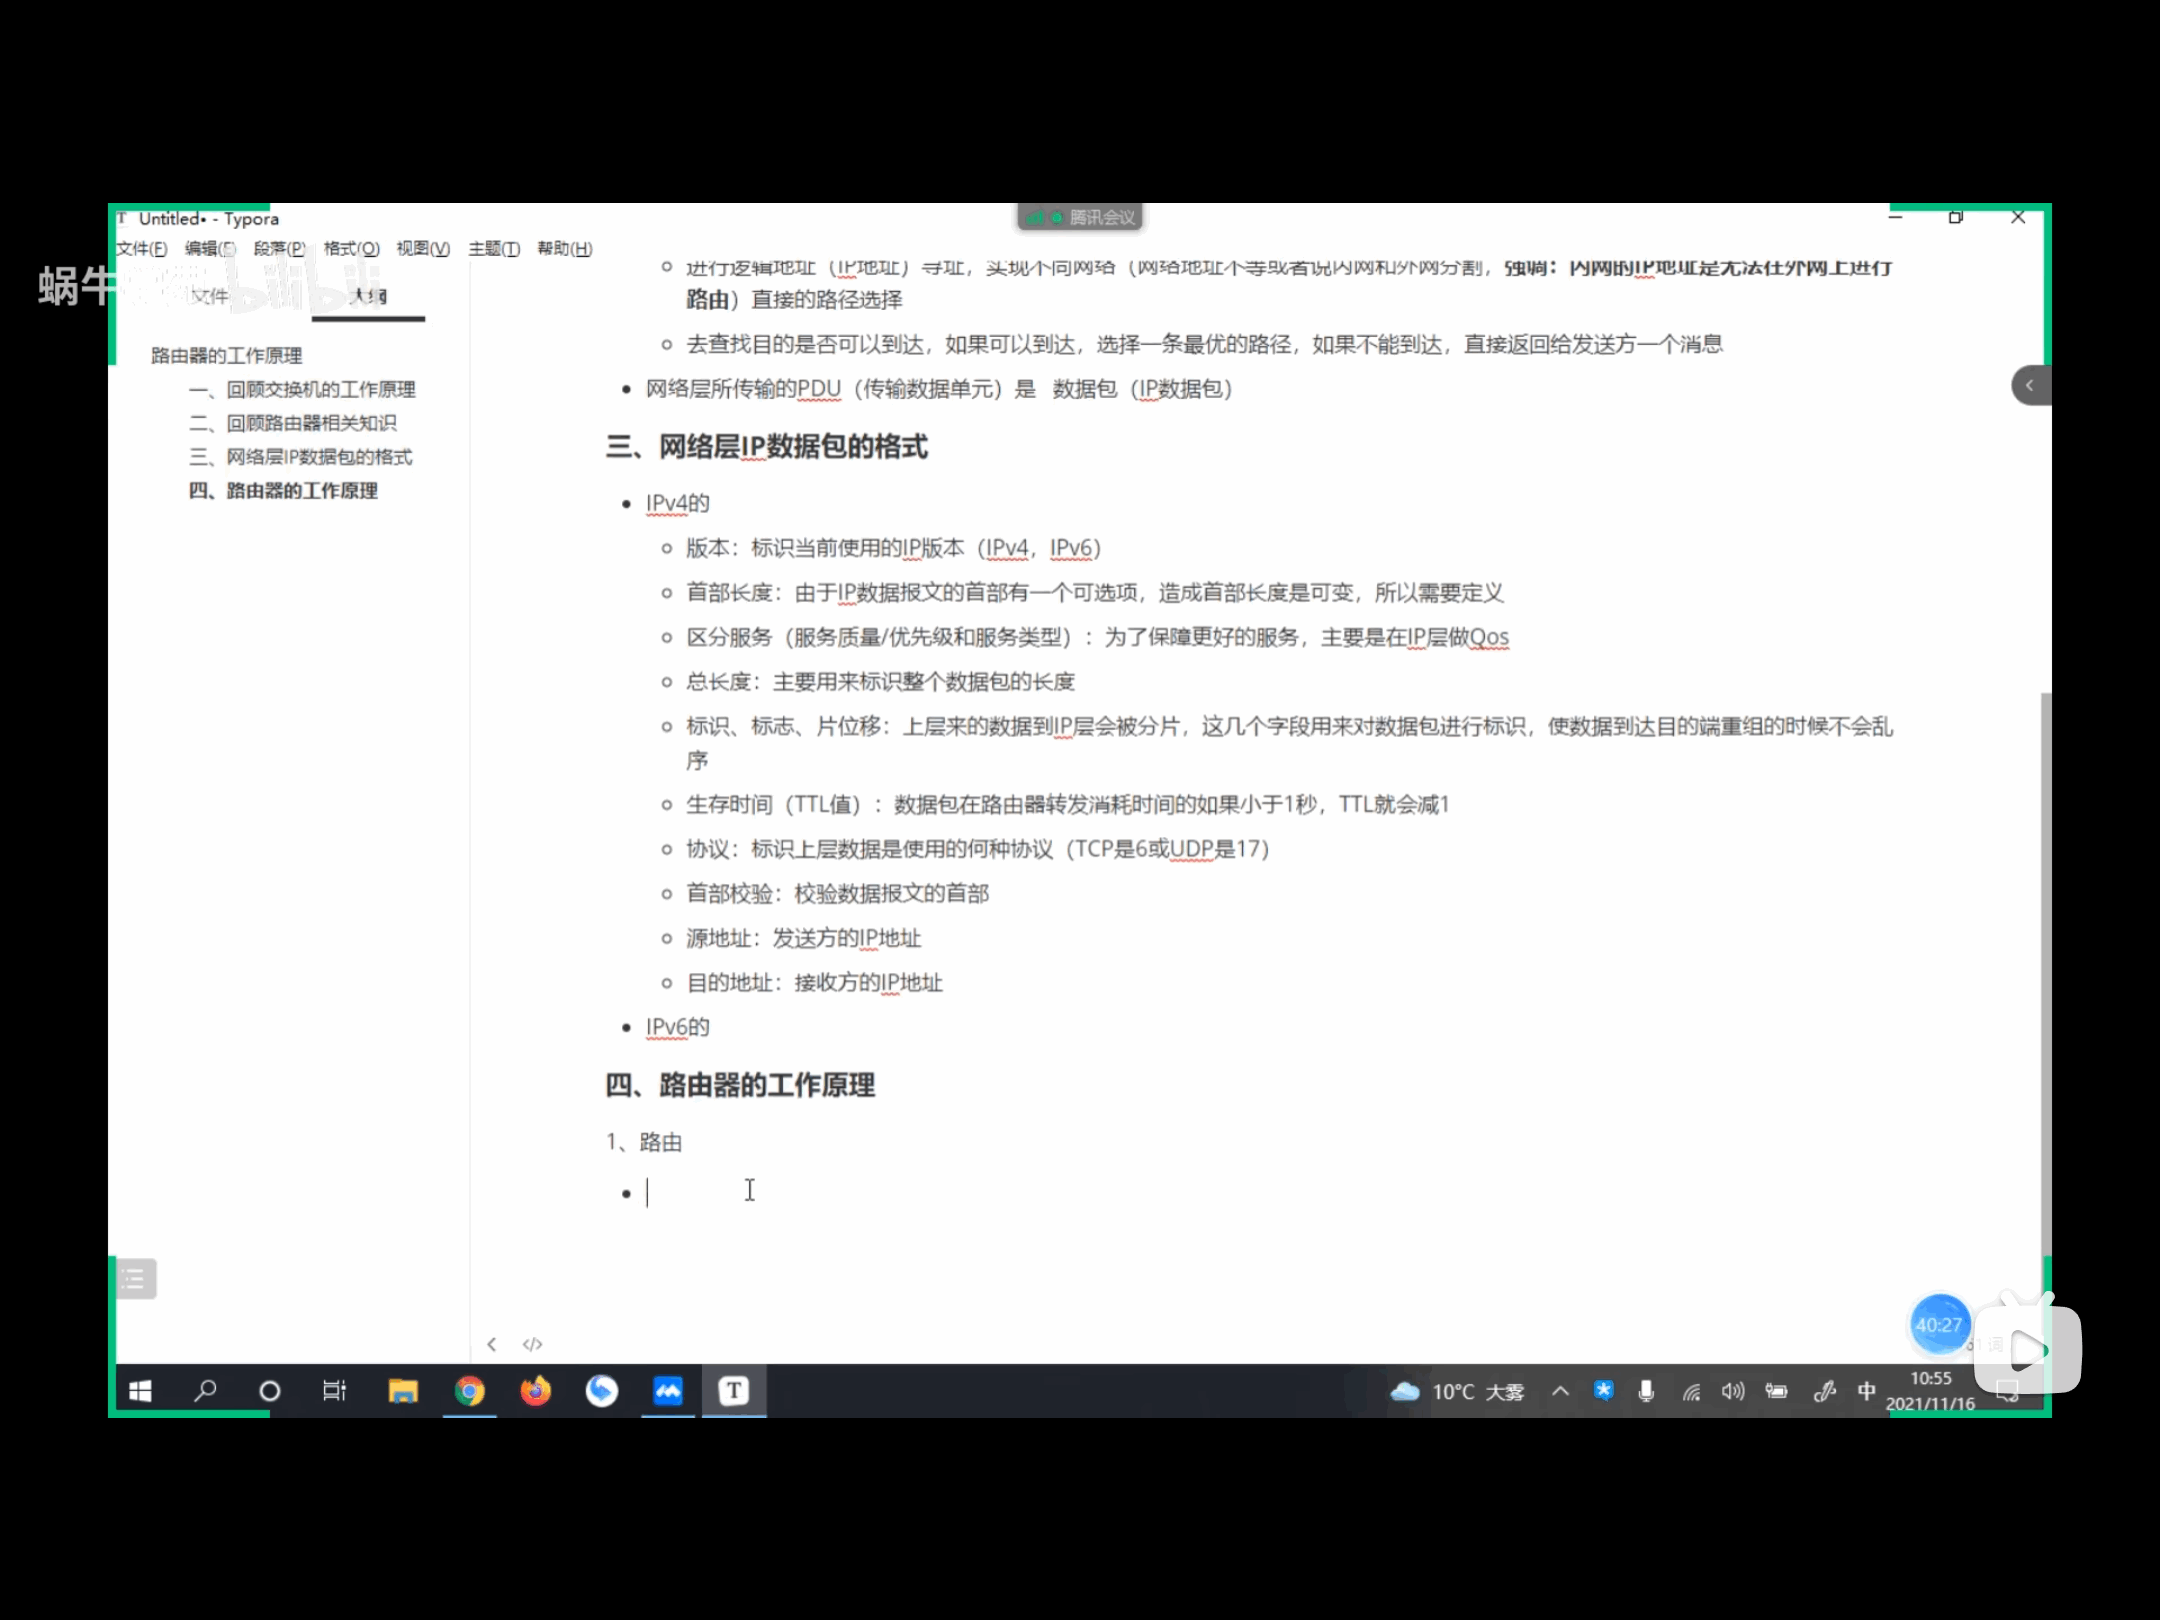 Untitled• - Typora
腾讯会议
文件(F) 编辑(E) 段落(P) 格式(O) 视图(V) 主题(T) 帮助(H)
蜗牛
bilibili
文件
大纲
路由器的工作原理
一、回顾交换机的工作原理
二、回顾路由器相关知识
三、网络层IP数据包的格式
四、路由器的工作原理
进行逻辑地址（IP地址）寻址，实现不同网络（网络地址不等或者说内网和外网分割，强调：内网的IP地址是无法在外网上进行
路由）直接的路径选择
去查找目的是否可以到达，如果可以到达，选择一条最优的路径，如果不能到达，直接返回给发送方一个消息
网络层所传输的PDU（传输数据单元）是 数据包（IP数据包）
三、网络层IP数据包的格式
IPv4的
版本：标识当前使用的IP版本（IPv4，IPv6）
首部长度：由于IP数据报文的首部有一个可选项，造成首部长度是可变，所以需要定义
区分服务（服务质量/优先级和服务类型）：为了保障更好的服务，主要是在IP层做Qos
总长度：主要用来标识整个数据包的长度
标识、标志、片位移：上层来的数据到IP层会被分片，这几个字段用来对数据包进行标识，使数据到达目的端重组的时候不会乱
序
生存时间（TTL值）：数据包在路由器转发消耗时间的如果小于1秒，TTL就会减1
协议：标识上层数据是使用的何种协议（TCP是6或UDP是17）
首部校验：校验数据报文的首部
源地址：发送方的IP地址
目的地址：接收方的IP地址
IPv6的
四、路由器的工作原理
1、路由
40:27
词
10°C 大雾
中
10:55
2021/11/16